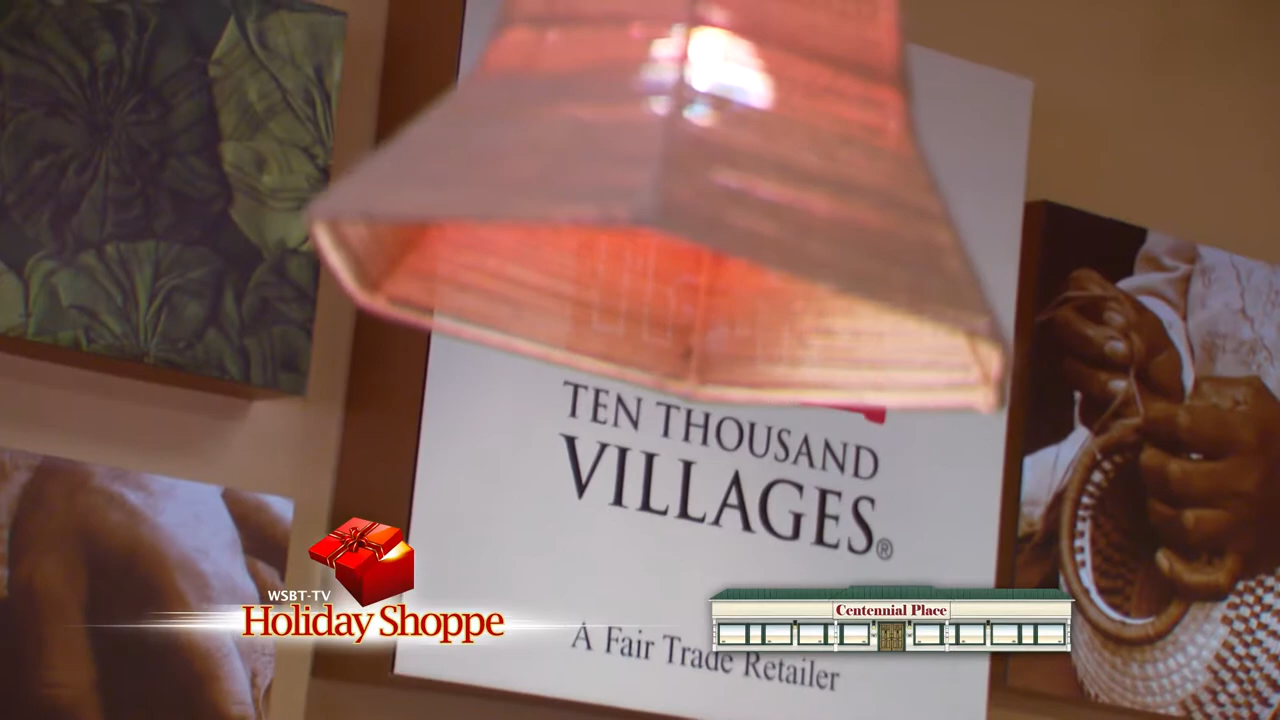 TEN THOUSAND
VILLAGES®
A Fair Trade Retailer
WSBT-TV
Holiday Shoppe
Centennial Place